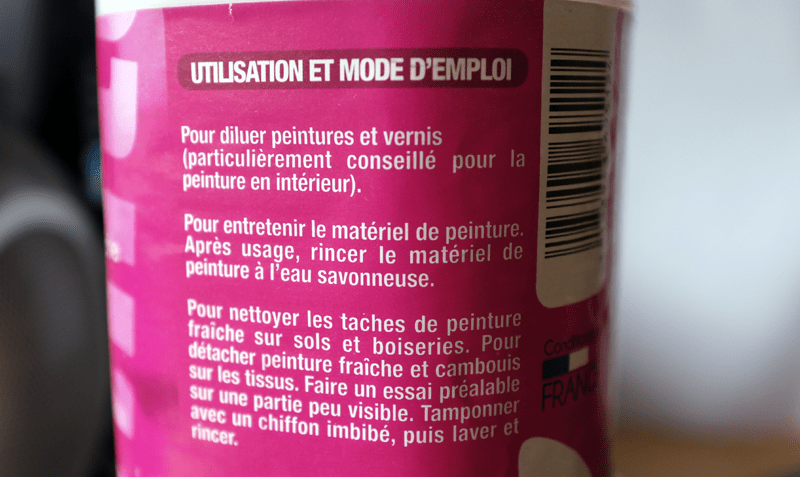 UTILISATION ET MODE D'EMPLOI
Pour diluer peintures et vernis
(particulièrement conseillé pour la
peinture en intérieur).
Pour entretenir le matériel de peinture.
Après usage, rincer le matériel de
peinture à l'eau savonneuse.
Pour nettoyer les taches de peinture
fraîche sur sols et boiseries. Pour
détacher peinture fraîche et cambouis
sur les tissus. Faire un essai préalable
sur une partie peu visible. Tamponner
avec un chiffon imbibé, puis laver et
rincer.